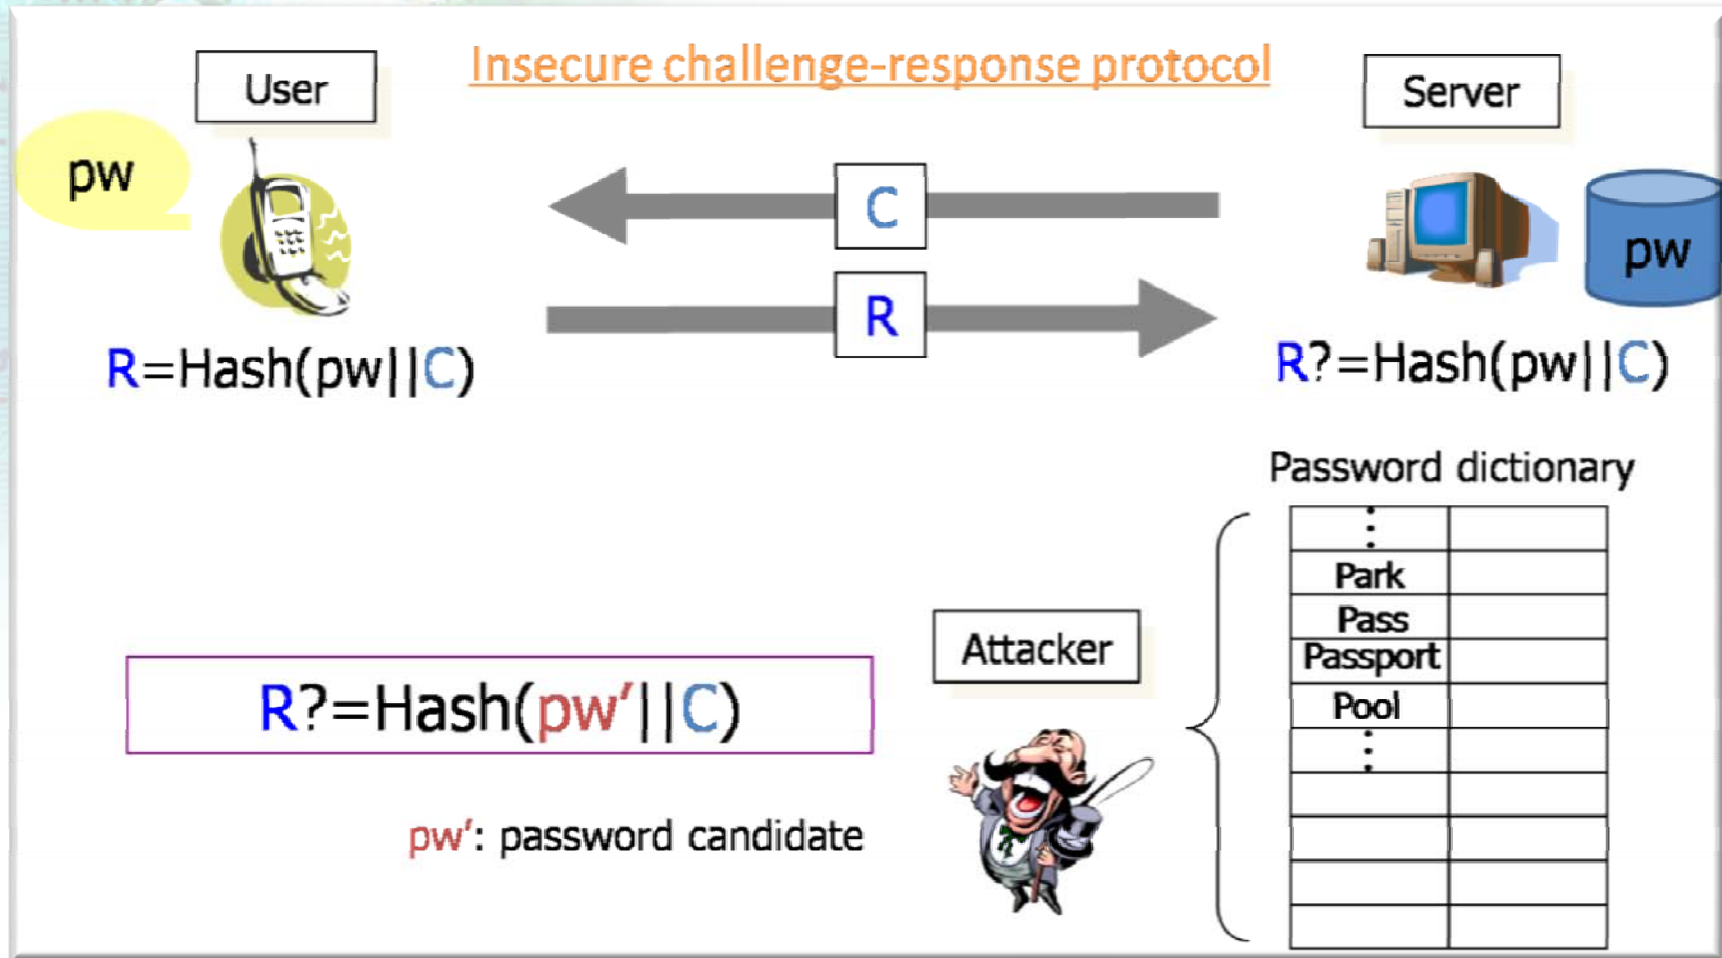 Insecure challenge-response protocol
User
Server
pw
C
pw
R
R=Hash(pw||C)
R?=Hash(pw||C)
Password dictionary
Park
Attacker
Pass
Passport
R?=Hash(pw'||C)
Pool
pw': password candidate